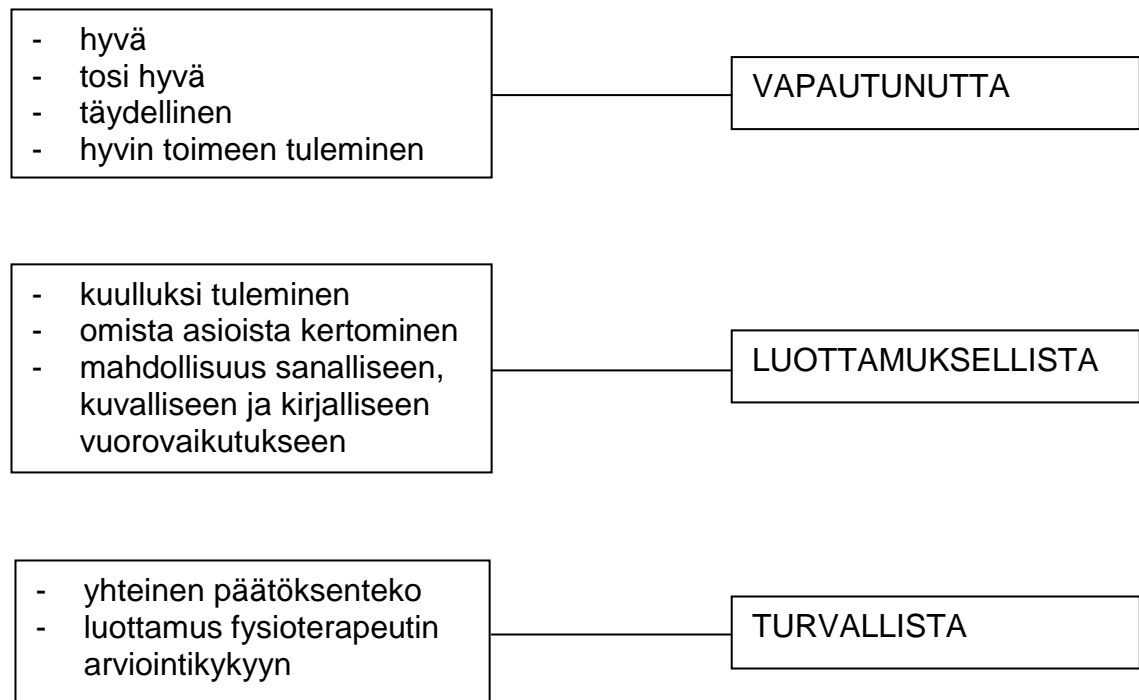 - hyvä
- tosi hyvä
- täydellinen
- hyvin toimeen tuleminen
VAPAUTUNUTTA
- kuulluksi tuleminen
- omista asioista kertominen
- mahdollisuus sanalliseen,
kuvalliseen ja kirjalliseen
vuorovaikutukseen
LUOTTAMUKSELLISTA
- yhteinen päätöksenteko
- luottamus fysioterapeutin
arviointikykyyn
TURVALLISTA